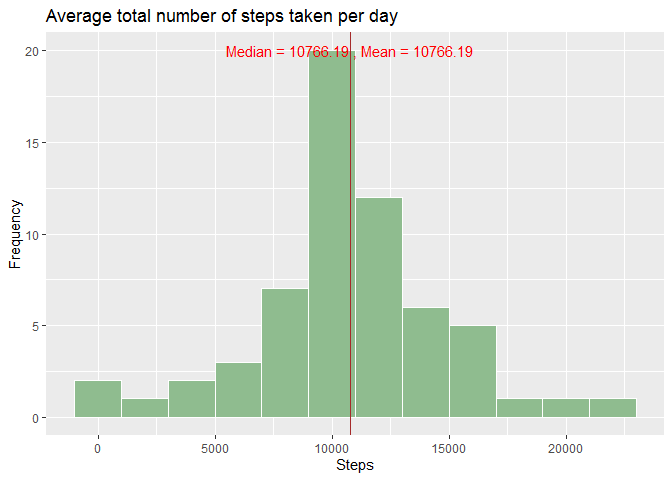 Average total number of steps taken per day
Median = 10766.19, Mean = 10766.19
20
15
10
5
0
Frequency
0 5000 10000 15000 20000
Steps